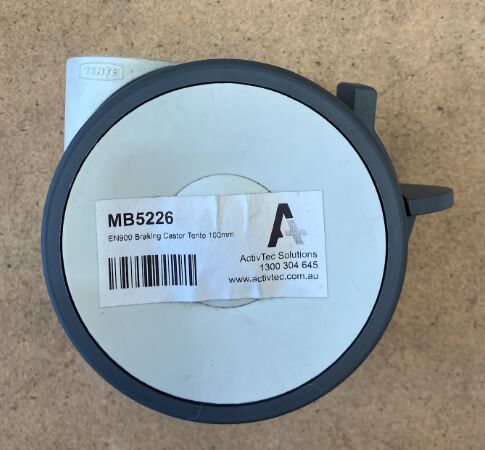 TENTE
MB5226
EN900 Braking Castor Tente 100mm
A+
ActivTec Solutions
1300 304 645
www.activtec.com.au